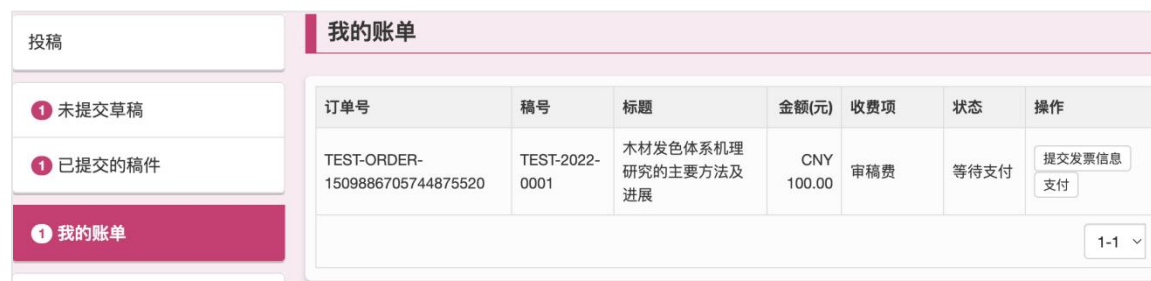 投稿
1 未提交草稿
1 已提交的稿件
1 我的账单
我的账单
订单号 稿号 标题 金额(元) 收费项 状态 操作
TEST-ORDER-
1509886705744875520
TEST-2022-
0001
木材发色体系机理
研究的主要方法及
进展
CNY
100.00
审稿费
等待支付
提交发票信息
支付
1-1